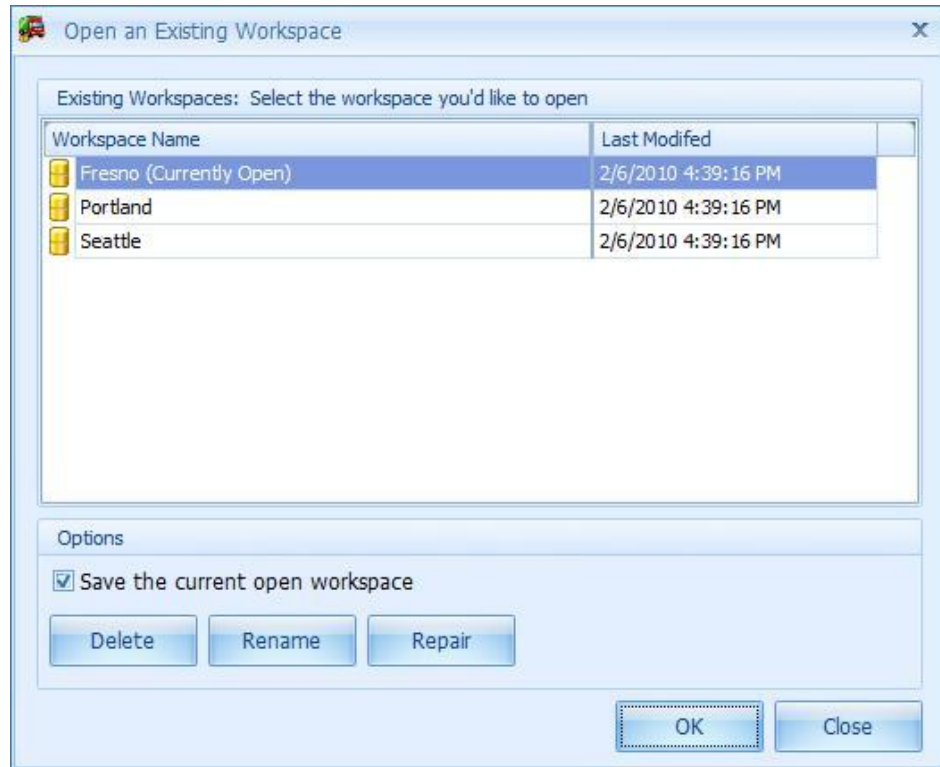 Open an Existing Workspace
Existing Workspaces: Select the workspace you'd like to open
Workspace Name Last Modifed
Fresno (Currently Open) 2/6/2010 4:39:16 PM
Portland 2/6/2010 4:39:16 PM
Seattle 2/6/2010 4:39:16 PM
Options
Save the current open workspace
Delete Rename Repair
OK Close